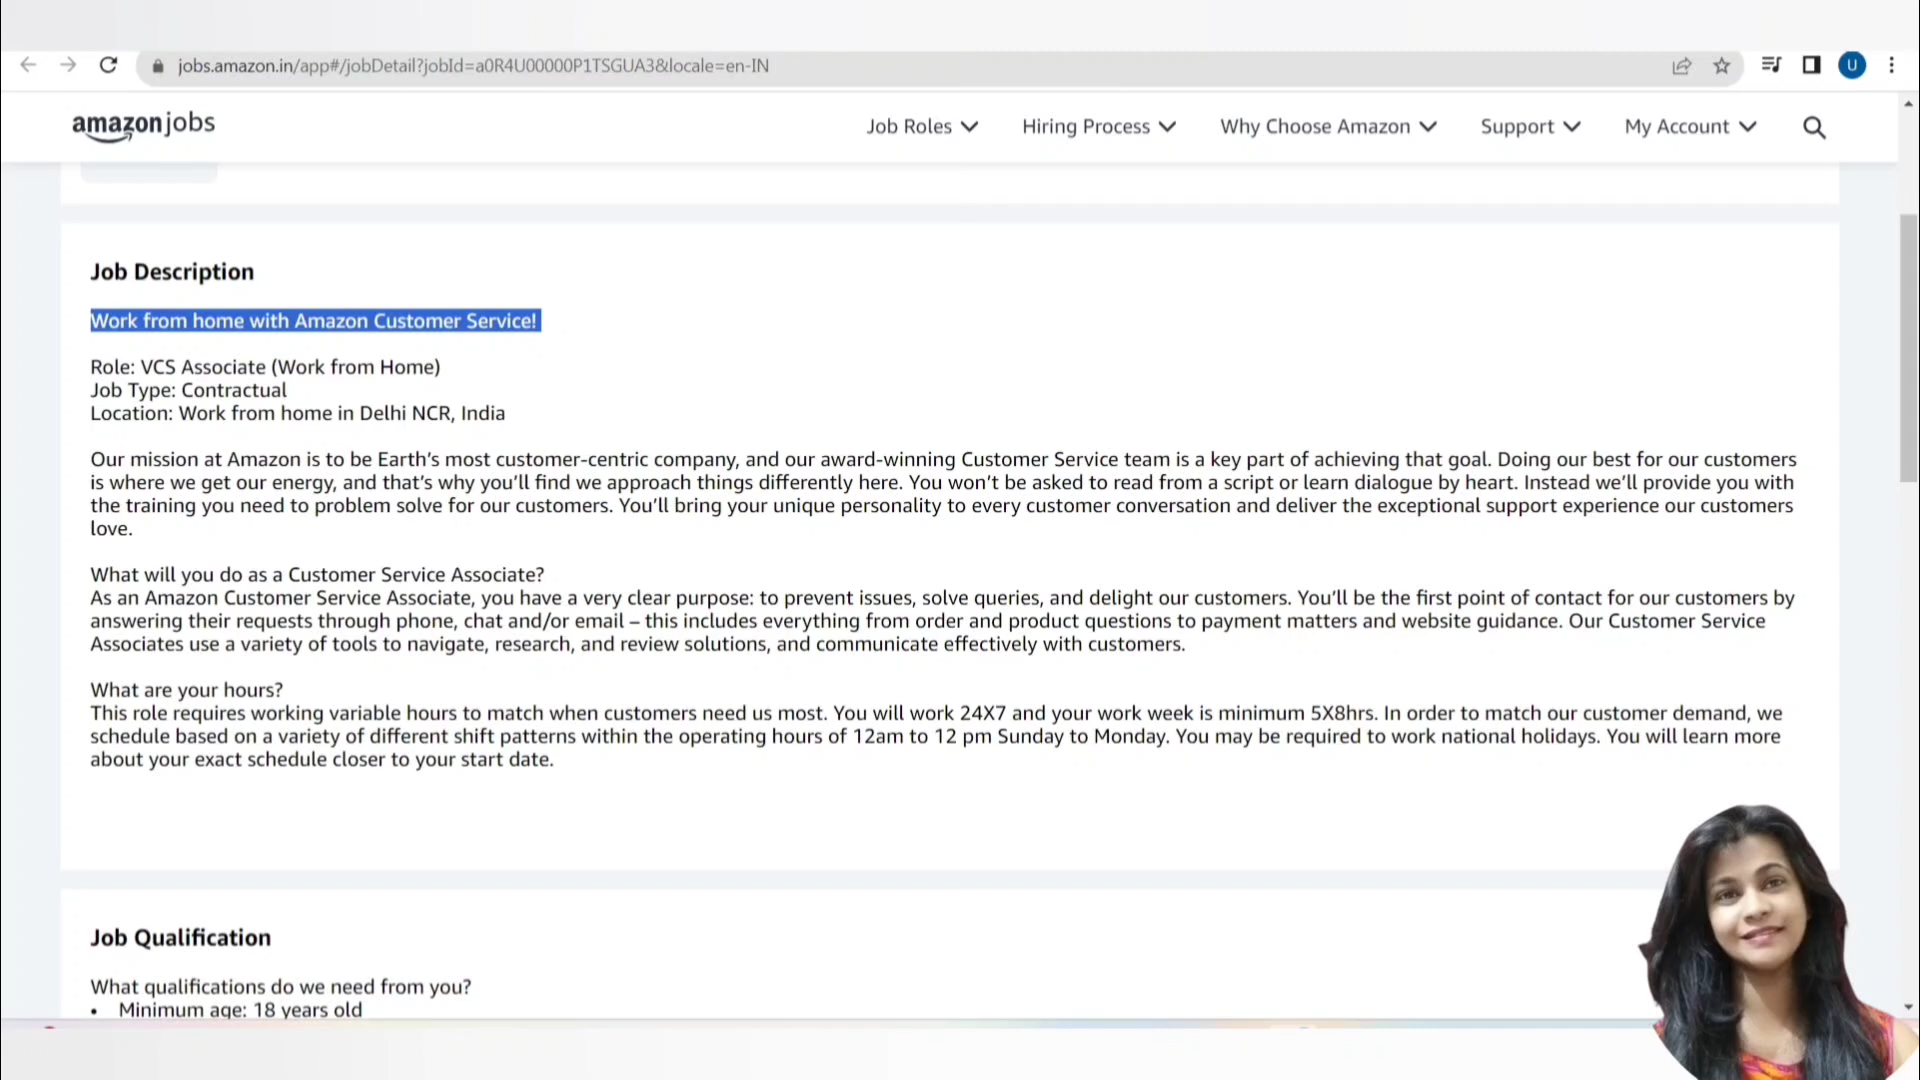 jobs.amazon.in/app#/jobDetail?jobId=a0R4U00000P1TSGUA3&locale=en-IN
U
amazon jobs
Job Roles
Hiring Process
Why Choose Amazon
Support
My Account
Job Description
Work from home with Amazon Customer Service!
Role: VCS Associate (Work from Home)
Job Type: Contractual
Location: Work from home in Delhi NCR, India
Our mission at Amazon is to be Earth's most customer-centric company, and our award-winning Customer Service team is a key part of achieving that goal. Doing our best for our customers
is where we get our energy, and that's why you'll find we approach things differently here. You won't be asked to read from a script or learn dialogue by heart. Instead we'll provide you with
the training you need to problem solve for our customers. You'll bring your unique personality to every customer conversation and deliver the exceptional support experience our customers
love.
What will you do as a Customer Service Associate?
As an Amazon Customer Service Associate, you have a very clear purpose: to prevent issues, solve queries, and delight our customers. You'll be the first point of contact for our customers by
answering their requests through phone, chat and/or email – this includes everything from order and product questions to payment matters and website guidance. Our Customer Service
Associates use a variety of tools to navigate, research, and review solutions, and communicate effectively with customers.
What are your hours?
This role requires working variable hours to match when customers need us most. You will work 24X7 and your work week is minimum 5X8hrs. In order to match our customer demand, we
schedule based on a variety of different shift patterns within the operating hours of 12am to 12 pm Sunday to Monday. You may be required to work national holidays. You will learn more
about your exact schedule closer to your start date.
Job Qualification
What qualifications do we need from you?
• Minimum age: 18 years old